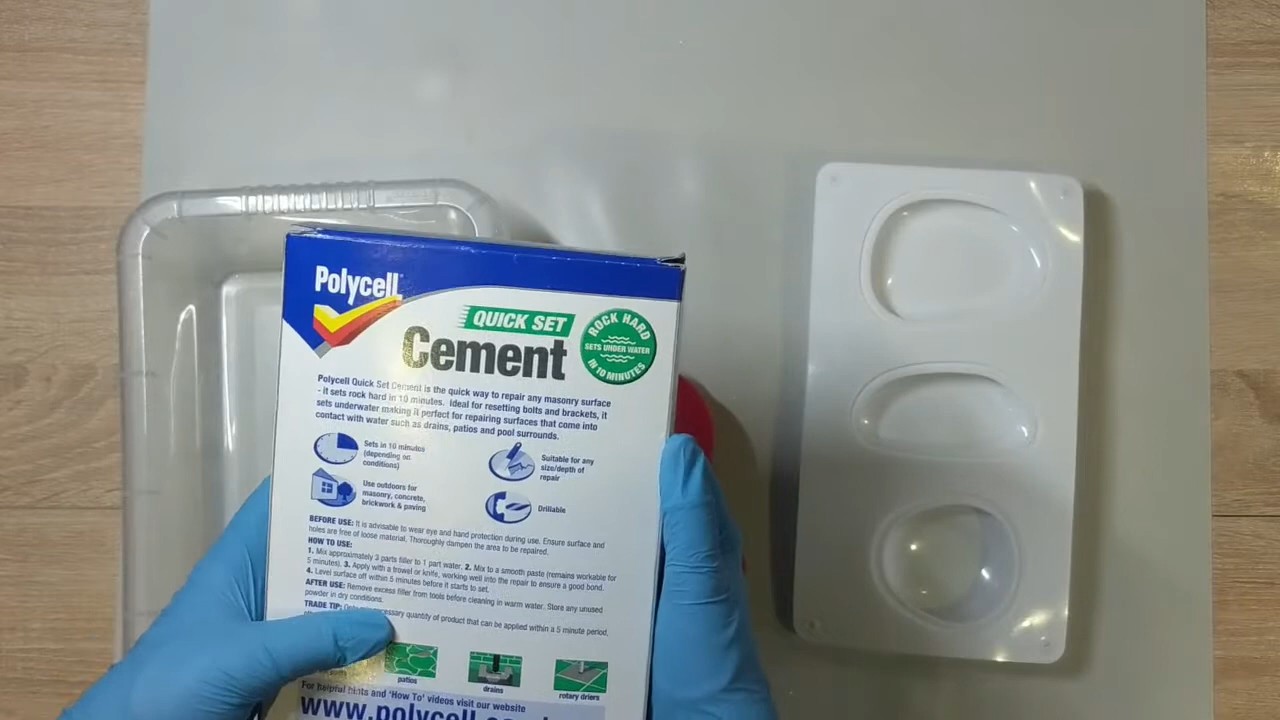 Polycell
QUICK SET
Cement
ROCK HARD
SETS UNDER WATER
IN 10 MINUTES
Polycell Quick Set Cement is the quick way to repair any masonry surface
- it sets rock hard in 10 minutes. Ideal for resetting bolts and brackets, it
sets underwater making it perfect for repairing surfaces that come into
contact with water such as drains, patios and pool surrounds.
Sets in 10 minutes
(depending on
conditions)
Suitable for any
size/depth of
repair
Use outdoors for
masonry, concrete,
brickwork & paving
Drillable
BEFORE USE: It is advisable to wear eye and hand protection during use. Ensure surface and
holes are free of loose material. Thoroughly dampen the area to be repaired.
HOW TO USE:
1. Mix approximately 3 parts filler to 1 part water. 2. Mix to a smooth paste (remains workable for
5 minutes). 3. Apply with a trowel or knife, working well into the repair to ensure a good bond.
4. Level surface off within 5 minutes before it starts to set.
AFTER USE: Remove excess filler from tools before cleaning in warm water. Store any unused
powder in dry conditions.
TRADE TIP: quantity of product that can be applied within a 5 minute period,
patios
drains
rotary driers
For helpful hints and 'How To' videos visit our website
www.polycell.co